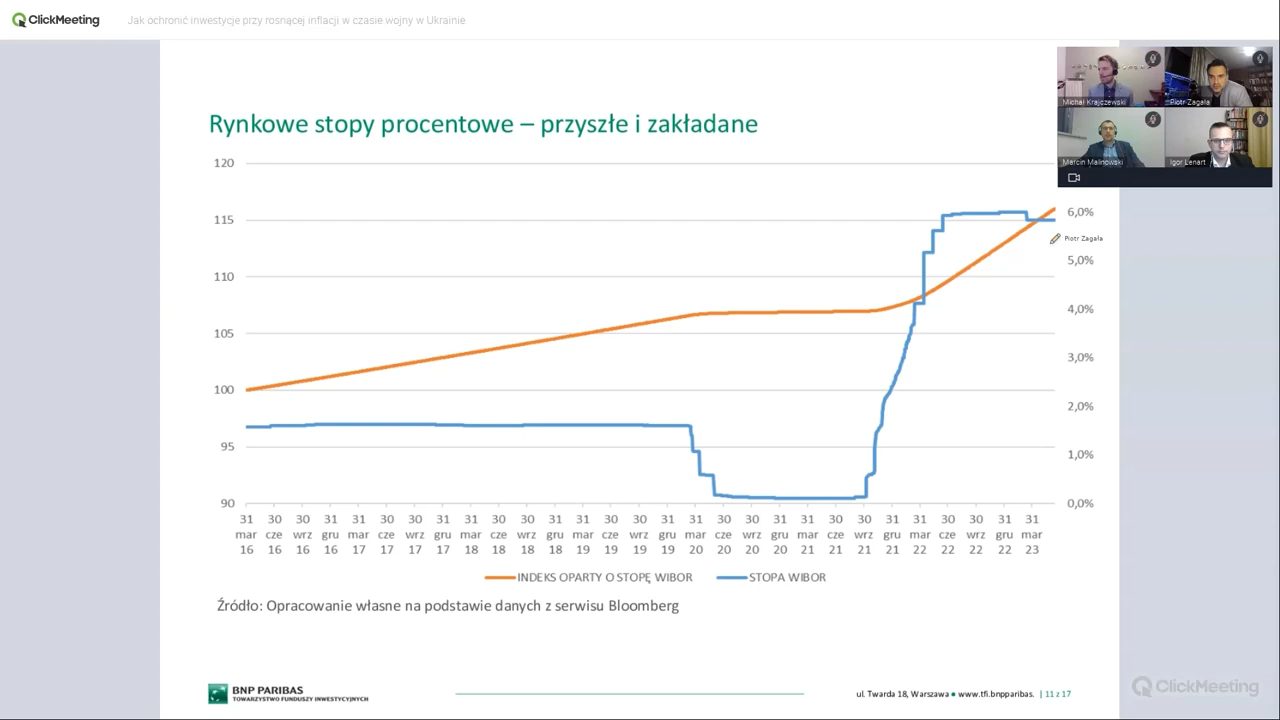 ClickMeeting
Jak ochronić inwestycje przy rosnącej inflacji w czasie wojny w Ukrainie
Michał Krajczewski
Piotr Zagała
Marcin Malinowski
Igor Lenart
Rynkowe stopy procentowe – przyszłe i zakładane
120
115
110
105
100
95
90
6,0%
Piotr Zagała
5,0%
4,0%
3,0%
2,0%
1,0%
0,0%
31 30 30 31 31 30 30 31 31 30 30 31 31 30 30 31 31 30 30 31 31 30 30 31 31 30 30 31 31
mar cze wrz gru mar cze wrz gru mar cze wrz gru mar cze wrz gru mar cze wrz gru mar cze wrz gru mar cze wrz gru mar
16 16 16 16 17 17 17 17 18 18 18 18 19 19 19 19 20 20 20 20 21 21 21 21 22 22 22 22 23
INDEKS OPARTY O STOPĘ WIBOR
STOPA WIBOR
Źródło: Opracowanie własne na podstawie danych z serwisu Bloomberg
BNP PARIBAS
TOWARZYSTWO FUNDUSZY INWESTYCYJNYCH
ul. Twarda 18, Warszawa ● www.tfi.bnpparibas. | 11 z 17
ClickMeeting